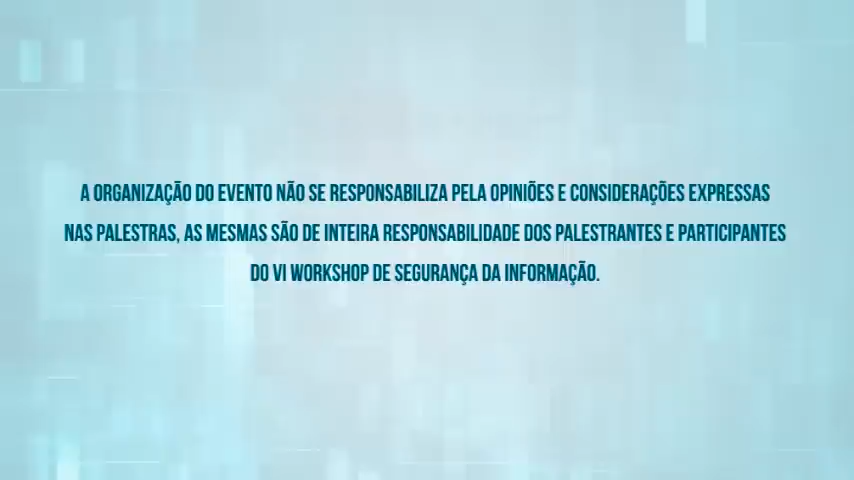 A ORGANIZAÇÃO DO EVENTO NÃO SE RESPONSABILIZA PELA OPINIÕES E CONSIDERAÇÕES EXPRESSAS
NAS PALESTRAS, AS MESMAS SÃO DE INTEIRA RESPONSABILIDADE DOS PALESTRANTES E PARTICIPANTES
DO VI WORKSHOP DE SEGURANÇA DA INFORMAÇÃO.